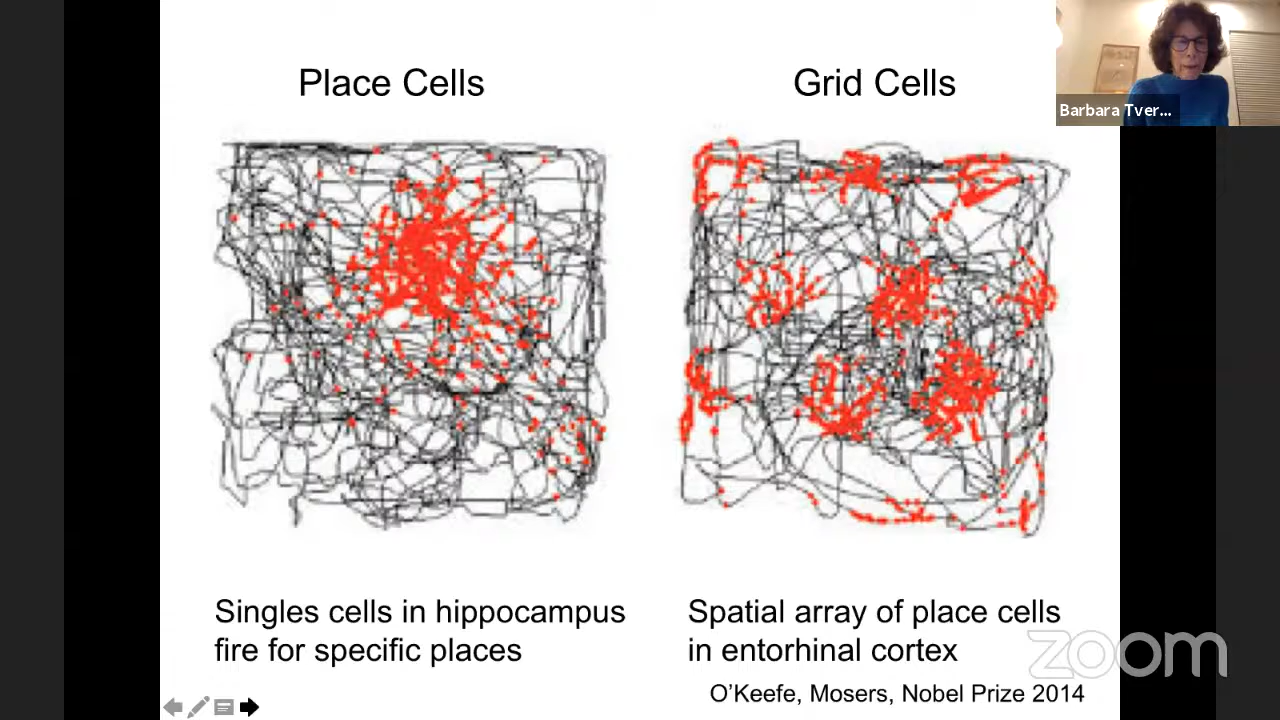 Place Cells
Grid Cells
Barbara Tver...
Singles cells in hippocampus
fire for specific places
Spatial array of place cells
in entorhinal cortex
zoom
O'Keefe, Mosers, Nobel Prize 2014